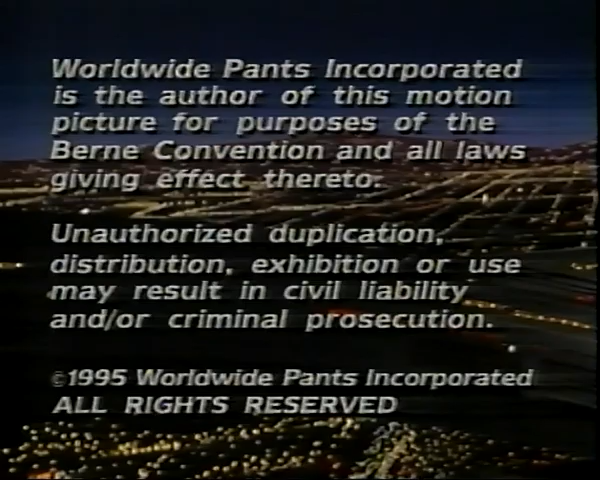 Worldwide Pants Incorporated
is the author of this motion
picture for purposes of the
Berne Convention and all laws
giving effect thereto.
Unauthorized duplication,
distribution, exhibition or use
may result in civil liability
and/or criminal prosecution.
©1995 Worldwide Pants Incorporated
ALL RIGHTS RESERVED